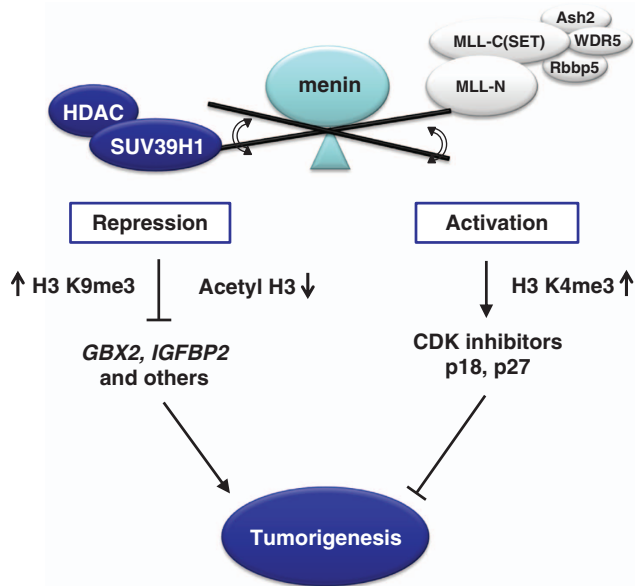 Ash2
MLL-C(SET)
WDR5
Rbbp5
menin
MLL-N
HDAC
SUV39H1
Repression
Activation
↑ H3 K9me3
Acetyl H3 ↓
H3 K4me3 ↑
GBX2, IGFBP2
and others
CDK inhibitors
p18, p27
Tumorigenesis